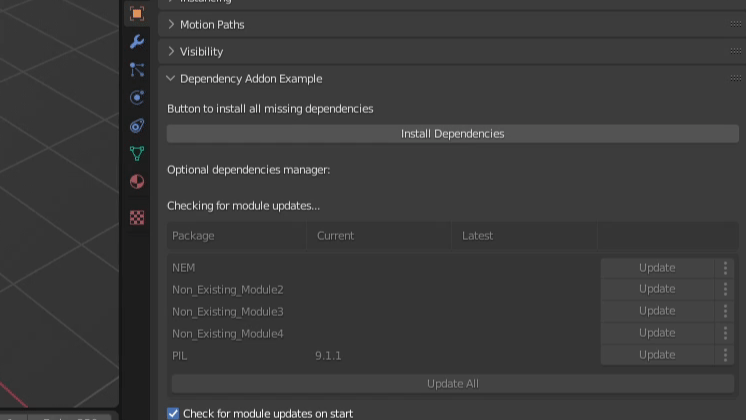 Motion Paths
Visibility
Dependency Addon Example
Button to install all missing dependencies
Install Dependencies
Optional dependencies manager:
Checking for module updates...
Package Current Latest
NEM Update
Non_Existing_Module2 Update
Non_Existing_Module3 Update
Non_Existing_Module4 Update
PIL 9.1.1 Update
Update All
Check for module updates on start